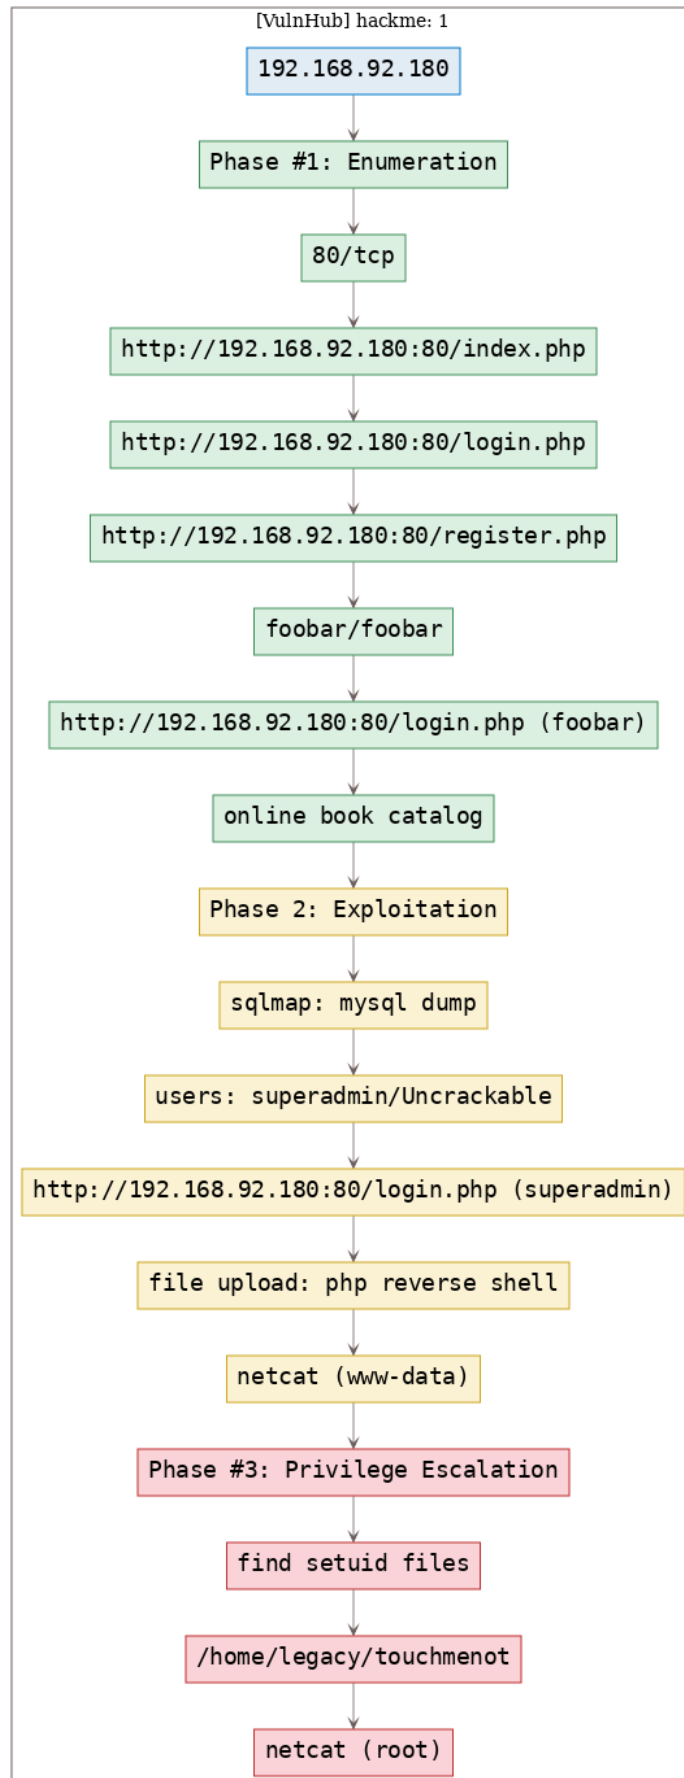 [VulnHub] hackme: 1
192.168.92.180
Phase #1: Enumeration
80/tcp
http://192.168.92.180:80/index.php
http://192.168.92.180:80/login.php
http://192.168.92.180:80/register.php
foobar/foobar
http://192.168.92.180:80/login.php (foobar)
online book catalog
Phase 2: Exploitation
sqlmap: mysql dump
users: superadmin/Uncrackable
http://192.168.92.180:80/login.php (superadmin)
file upload: php reverse shell
netcat (www-data)
Phase #3: Privilege Escalation
find setuid files
/home/legacy/touchmenot
netcat (root)